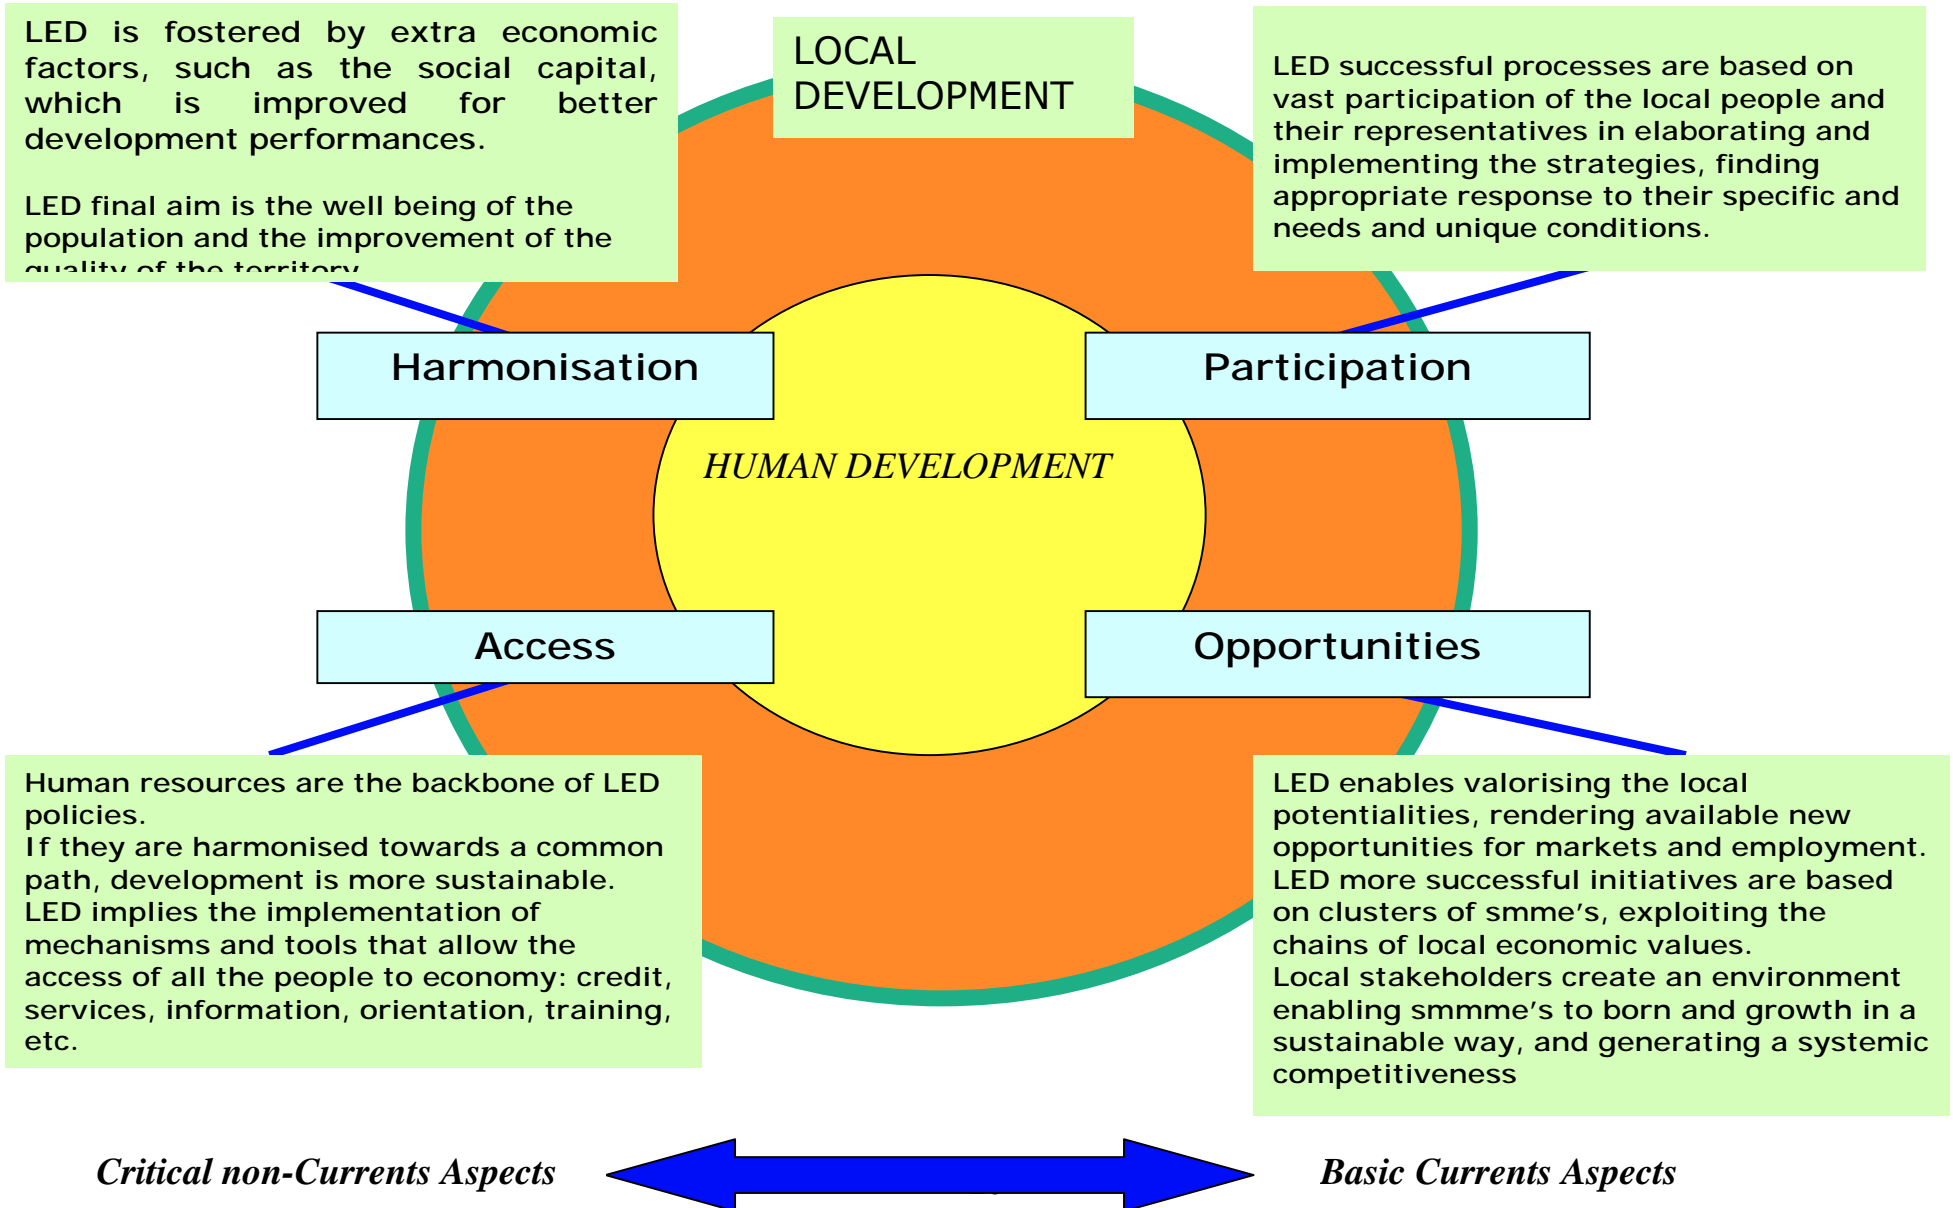 LED is fostered by extra economic
factors, such as the social capital,
which is improved for better
development performances.
LED final aim is the well being of the
population and the improvement of the
quality of the territory
LOCAL
DEVELOPMENT
LED successful processes are based on
vast participation of the local people and
their representatives in elaborating and
implementing the strategies, finding
appropriate response to their specific and
needs and unique conditions.
Harmonisation
Participation
HUMAN DEVELOPMENT
Access
Opportunities
Human resources are the backbone of LED
policies.
If they are harmonised towards a common
path, development is more sustainable.
LED implies the implementation of
mechanisms and tools that allow the
access of all the people to economy: credit,
services, information, orientation, training,
etc.
LED enables valorising the local
potentialities, rendering available new
opportunities for markets and employment.
LED more successful initiatives are based
on clusters of smme's, exploiting the
chains of local economic values.
Local stakeholders create an environment
enabling smmme's to born and growth in a
sustainable way, and generating a systemic
competitiveness
Critical non-Currents Aspects
Basic Currents Aspects